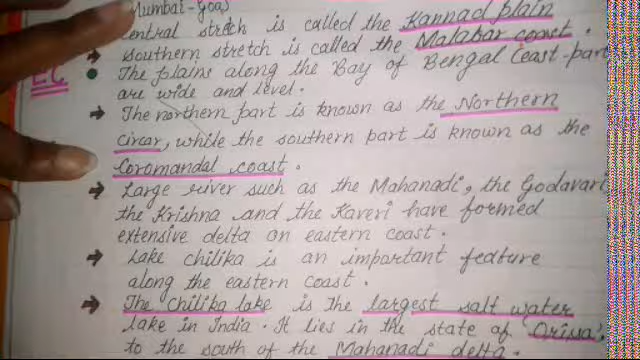 Mumbai-Goa
central stretch is called the Kannad plain
→ southern stretch is called the Malabar coast.
EC • The plains along the Bay of Bengal (east-part
are wide and level.
→ The northern part is known as the Northern
circar, while the southern part is known as the
Coromandal coast.
→ Large river such as the Mahanadi, the Godavari
the Krishna and the Kaveri have formed
extensive delta on eastern coast.
→ Lake chilika is an important feature
along the eastern coast.
→ The chilika lake is the largest salt water
lake in India. It lies in the state of 'Orissa',
to the south of the Mahanadi delta.